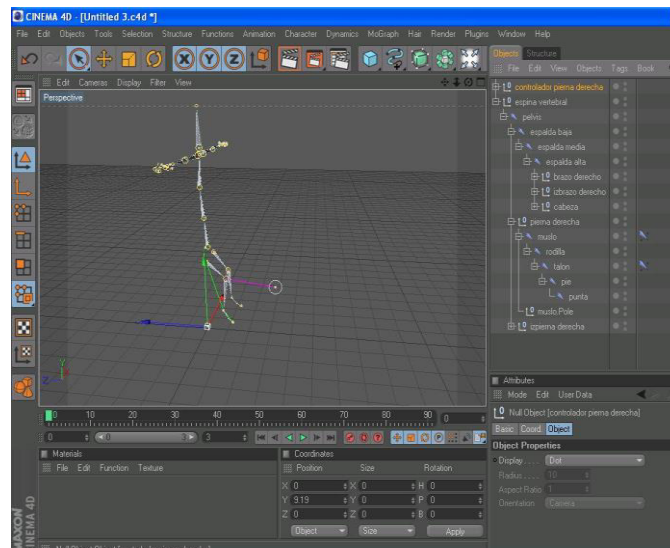 CINEMA 4D - [Untitled 3.c4d *]
File Edit Objects Tools Selection Structure Functions Animation Character Dynamics MoGraph Hair Render Plugins Window Help
Objects Structure
File Edit View Objects Tags Book
Edit Cameras Display Filter View
Perspective
controlador pierna derecha
espina vertebral
pelvis
espalda baja
espalda media
espalda alta
brazo derecho
izbrazo derecho
cabeza
pierna derecha
muslo
rodilla
talon
pie
punta
muslo.Pole
izpierna derecha
Y
Z
Attributes
Mode Edit User Data
Null Object [controlador pierna derecha]
Basic Coord. Object
Object Properties
Display Dot
Radius 10
Aspect Ratio 1
Orientation Camera
0 10 20 30 40 50 60 70 80 90 0
0 0 3 3
Materials
File Edit Function Texture
Coordinates
Position Size Rotation
X 0 X 0 H 0
Y 9.19 Y 0 P 0
Z 0 Z 0 B 0
Object Size Apply
MAXON
CINEMA 4D